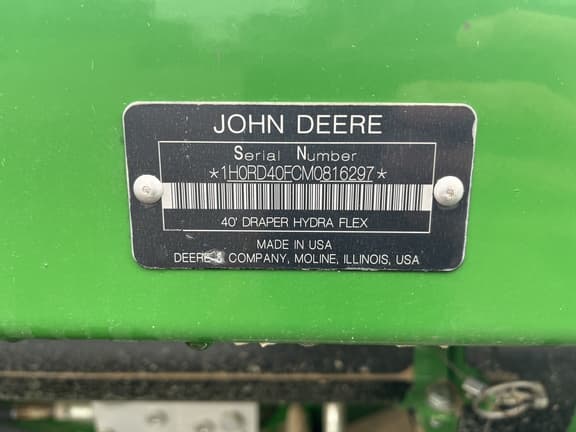 JOHN DEERE
Serial Number
*1H0RD40FCM0816297*
40' DRAPER HYDRA FLEX
MADE IN USA
DEERE & COMPANY, MOLINE, ILLINOIS, USA